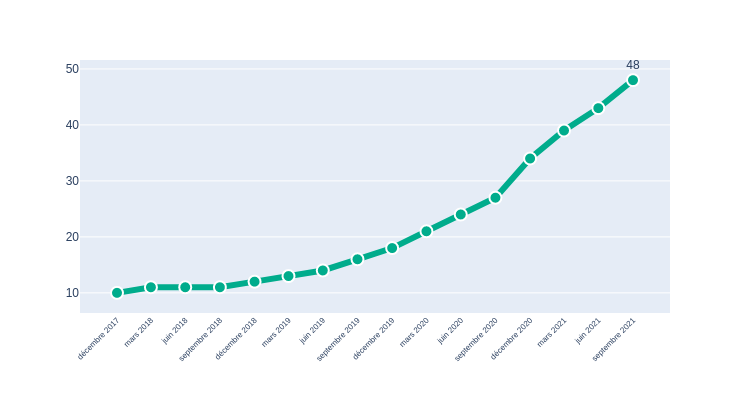 48
50
40
30
20
10
décembre 2017
mars 2018
juin 2018
septembre 2018
décembre 2018
mars 2019
juin 2019
septembre 2019
décembre 2019
mars 2020
juin 2020
septembre 2020
décembre 2020
mars 2021
juin 2021
septembre 2021